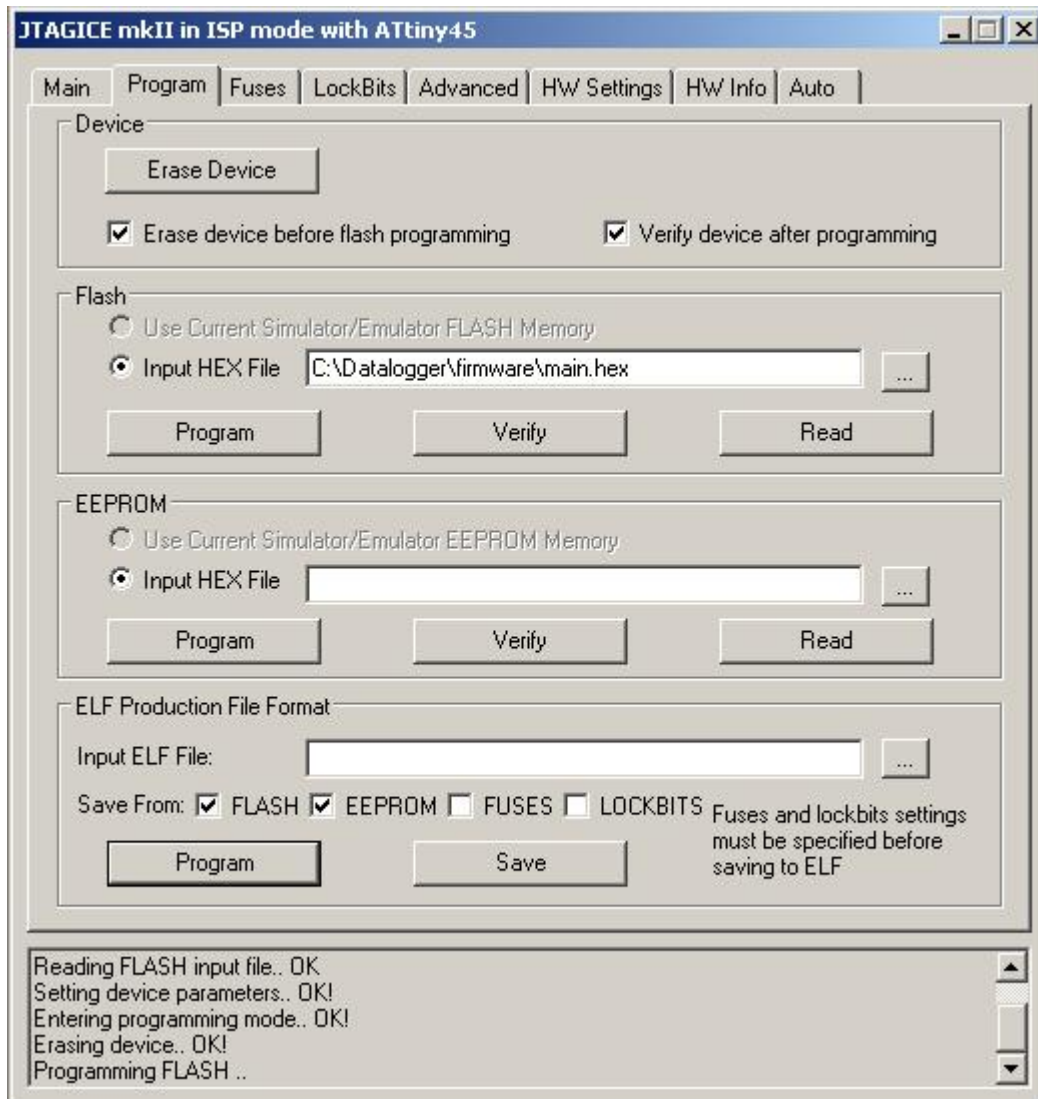 JTAGICE mkII in ISP mode with ATtiny45
Main Program Fuses LockBits Advanced HW Settings HW Info Auto
Device
Erase Device
Erase device before flash programming Verify device after programming
Flash
Use Current Simulator/Emulator FLASH Memory
Input HEX File C:\Datalogger\firmware\main.hex ...
Program Verify Read
EEPROM
Use Current Simulator/Emulator EEPROM Memory
Input HEX File ...
Program Verify Read
ELF Production File Format
Input ELF File: ...
Save From: FLASH EEPROM FUSES LOCKBITS
Fuses and lockbits settings
must be specified before
saving to ELF
Program Save
Reading FLASH input file.. OK
Setting device parameters.. OK!
Entering programming mode.. OK!
Erasing device.. OK!
Programming FLASH ..